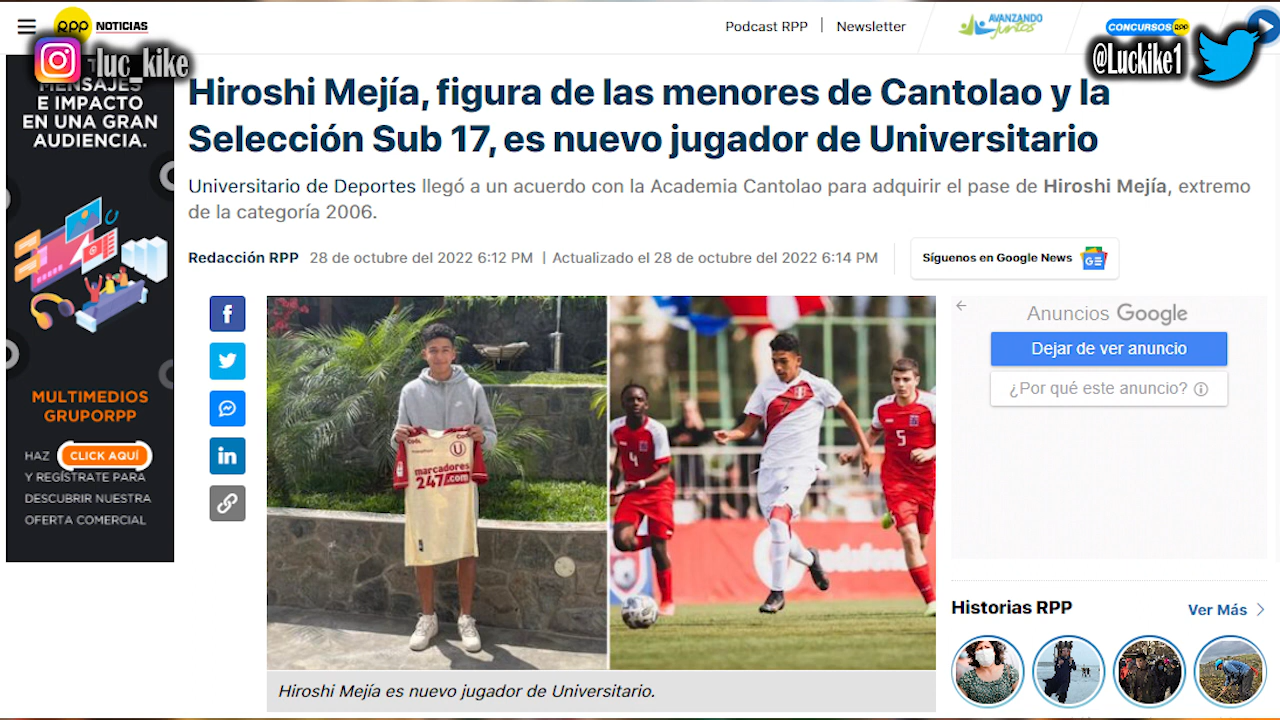 RPP NOTICIAS
Podcast RPP | Newsletter
AVANZANDO
Juntos
CONCURSOS RPP
luc_kike
@Luckike1
MENSAJES
E IMPACTO
EN UNA GRAN
AUDIENCIA.
MULTIMEDIOS
GRUPORPP
HAZ CLICK AQUÍ
Y REGÍSTRATE PARA
DESCUBRIR NUESTRA
OFERTA COMERCIAL
Hiroshi Mejía, figura de las menores de Cantolao y la
Selección Sub 17, es nuevo jugador de Universitario
Universitario de Deportes llegó a un acuerdo con la Academia Cantolao para adquirir el pase de Hiroshi Mejía, extremo
de la categoría 2006.
Redacción RPP 28 de octubre del 2022 6:12 PM | Actualizado el 28 de octubre del 2022 6:14 PM
Síguenos en Google News
marcadores
247.com
4
5
Hiroshi Mejía es nuevo jugador de Universitario.
Anuncios Google
Dejar de ver anuncio
¿Por qué este anuncio?
Historias RPP
Ver Más